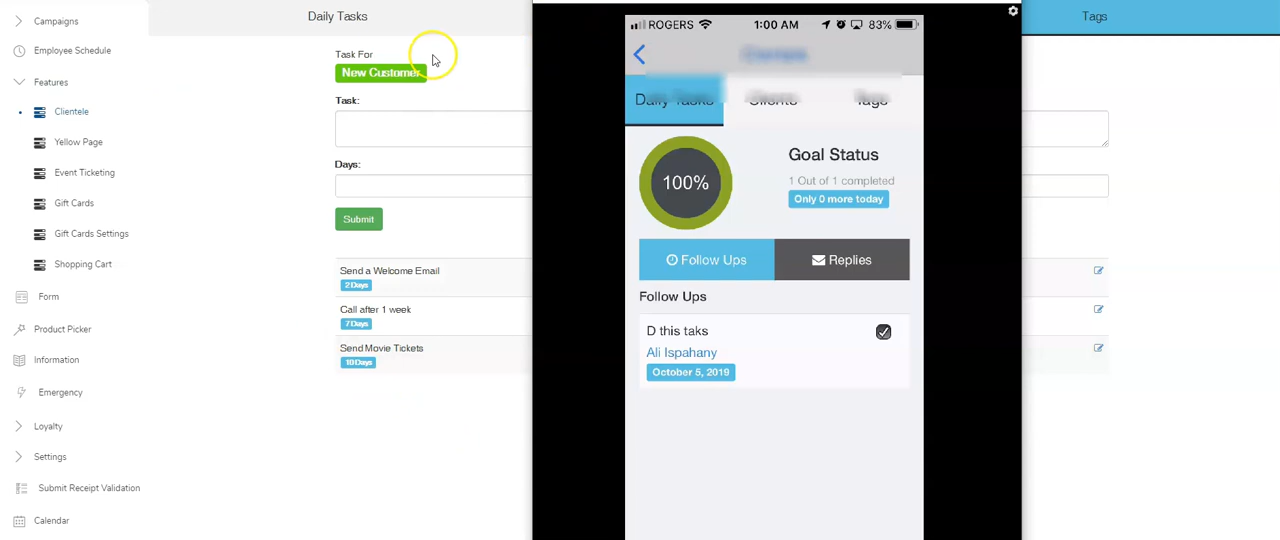 Campaigns
Employee Schedule
Features
Clientele
Yellow Page
Event Ticketing
Gift Cards
Gift Cards Settings
Shopping Cart
Form
Product Picker
Information
Emergency
Loyalty
Settings
Submit Receipt Validation
Calendar
Daily Tasks
Tags
Task For
New Customer
Task:
Days:
Submit
Send a Welcome Email
2 Days
Call after 1 week
7 Days
Send Movie Tickets
10 Days
ROGERS 1:00 AM 83%
Daily Tasks Clients Tags
100%
Goal Status
1 Out of 1 completed
Only 0 more today
Follow Ups Replies
Follow Ups
D this taks
Ali Ispahany
October 5, 2019